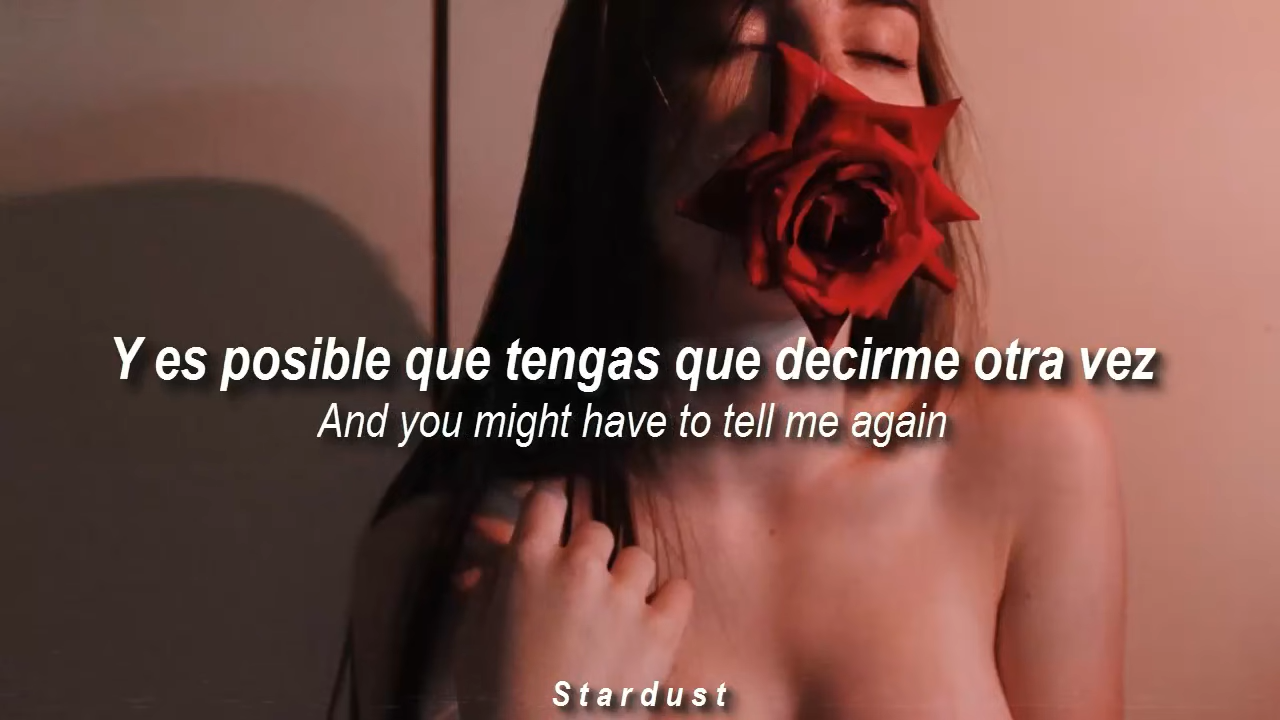 Y es posible que tengas que decirme otra vez
And you might have to tell me again
Stardust